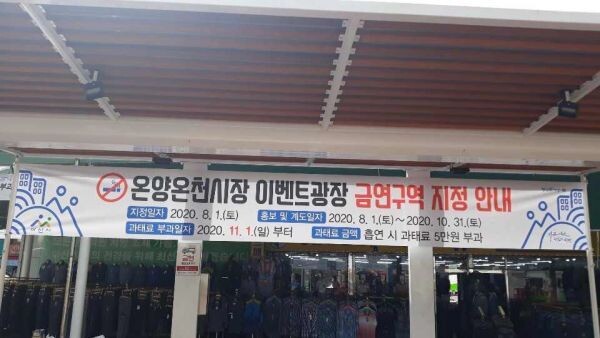 온양온천시장 이벤트광장 금연구역 지정 안내
지정일자 2020. 8. 1.(토) 홍보 및 계도일자 2020. 8. 1.(토)~2020. 10. 31.(토)
과태료 부과일자 2020. 11. 1.(일) 부터 과태료 금액 흡연 시 과태료 5만원 부과
아산시